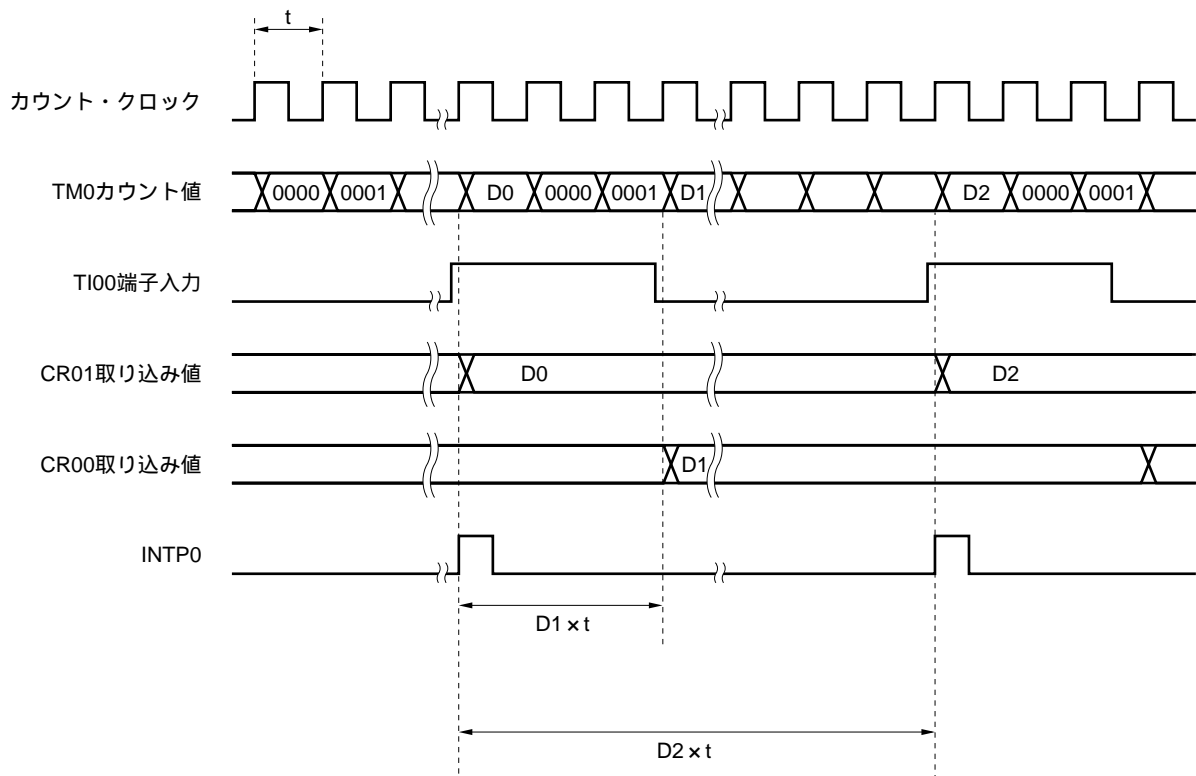 t
カウント・クロック
TM0カウント値 0000 0001 D0 0000 0001 D1 D2 0000 0001
TI00端子入力
CR01取り込み値 D0 D2
CR00取り込み値 D1
INTP0
D1×t
D2×t